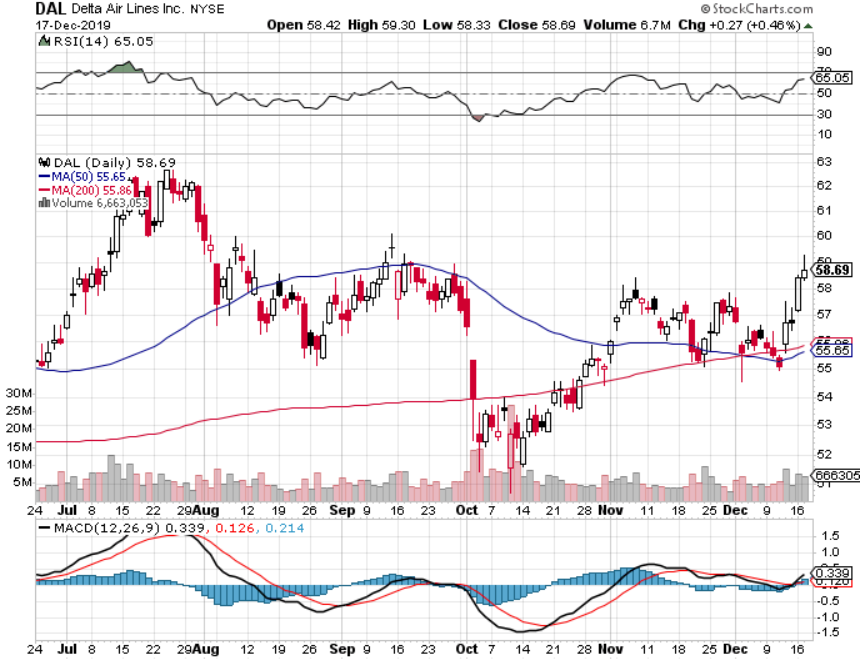 DAL Delta Air Lines Inc. NYSE © StockCharts.com
17-Dec-2019 Open 58.42 High 59.30 Low 58.33 Close 58.69 Volume 6.7M Chg +0.27 (+0.46%)
RSI(14) 65.05
90
70
65.05
50
30
10
DAL (Daily) 58.69
MA(50) 55.65
MA(200) 55.86
Volume 6,663,053
63
62
61
60
59
58.69
58
57
56
55.65
55
54
53
52
51
666305
30M
25M
20M
15M
10M
5M
24 Jul 8 15 22 29 Aug 12 19 26 Sep 9 16 23 Oct 7 14 21 28 Nov 11 18 25 Dec 9 16
MACD(12,26,9) 0.339, 0.126, 0.214
1.5
1.0
0.339
0.126
-0.5
-1.0
-1.5
24 Jul 8 15 22 29 Aug 12 19 26 Sep 9 16 23 Oct 7 14 21 28 Nov 11 18 25 Dec 9 16